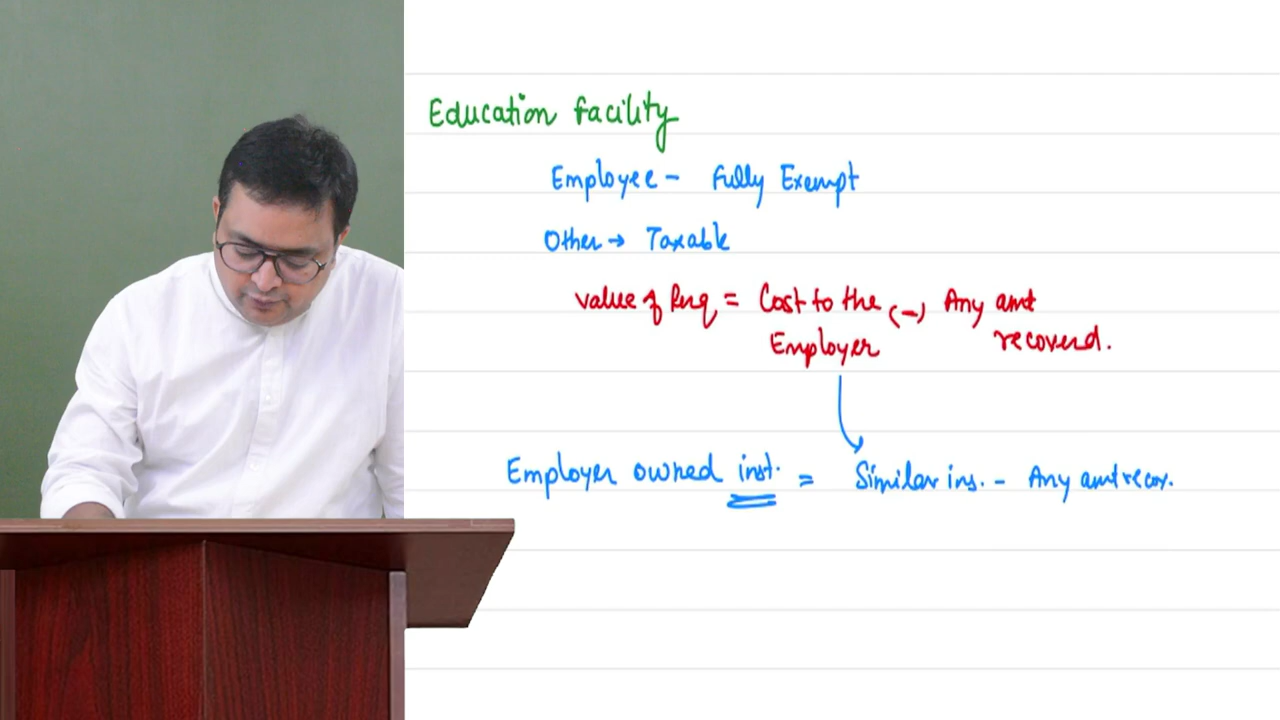 Education facility
Employee - Fully Exempt
Other → Taxable
value of Perq = Cost to the Employer (-) Any amt recoverd.
Employer owned inst. = Similar ins. - Any amt recov.